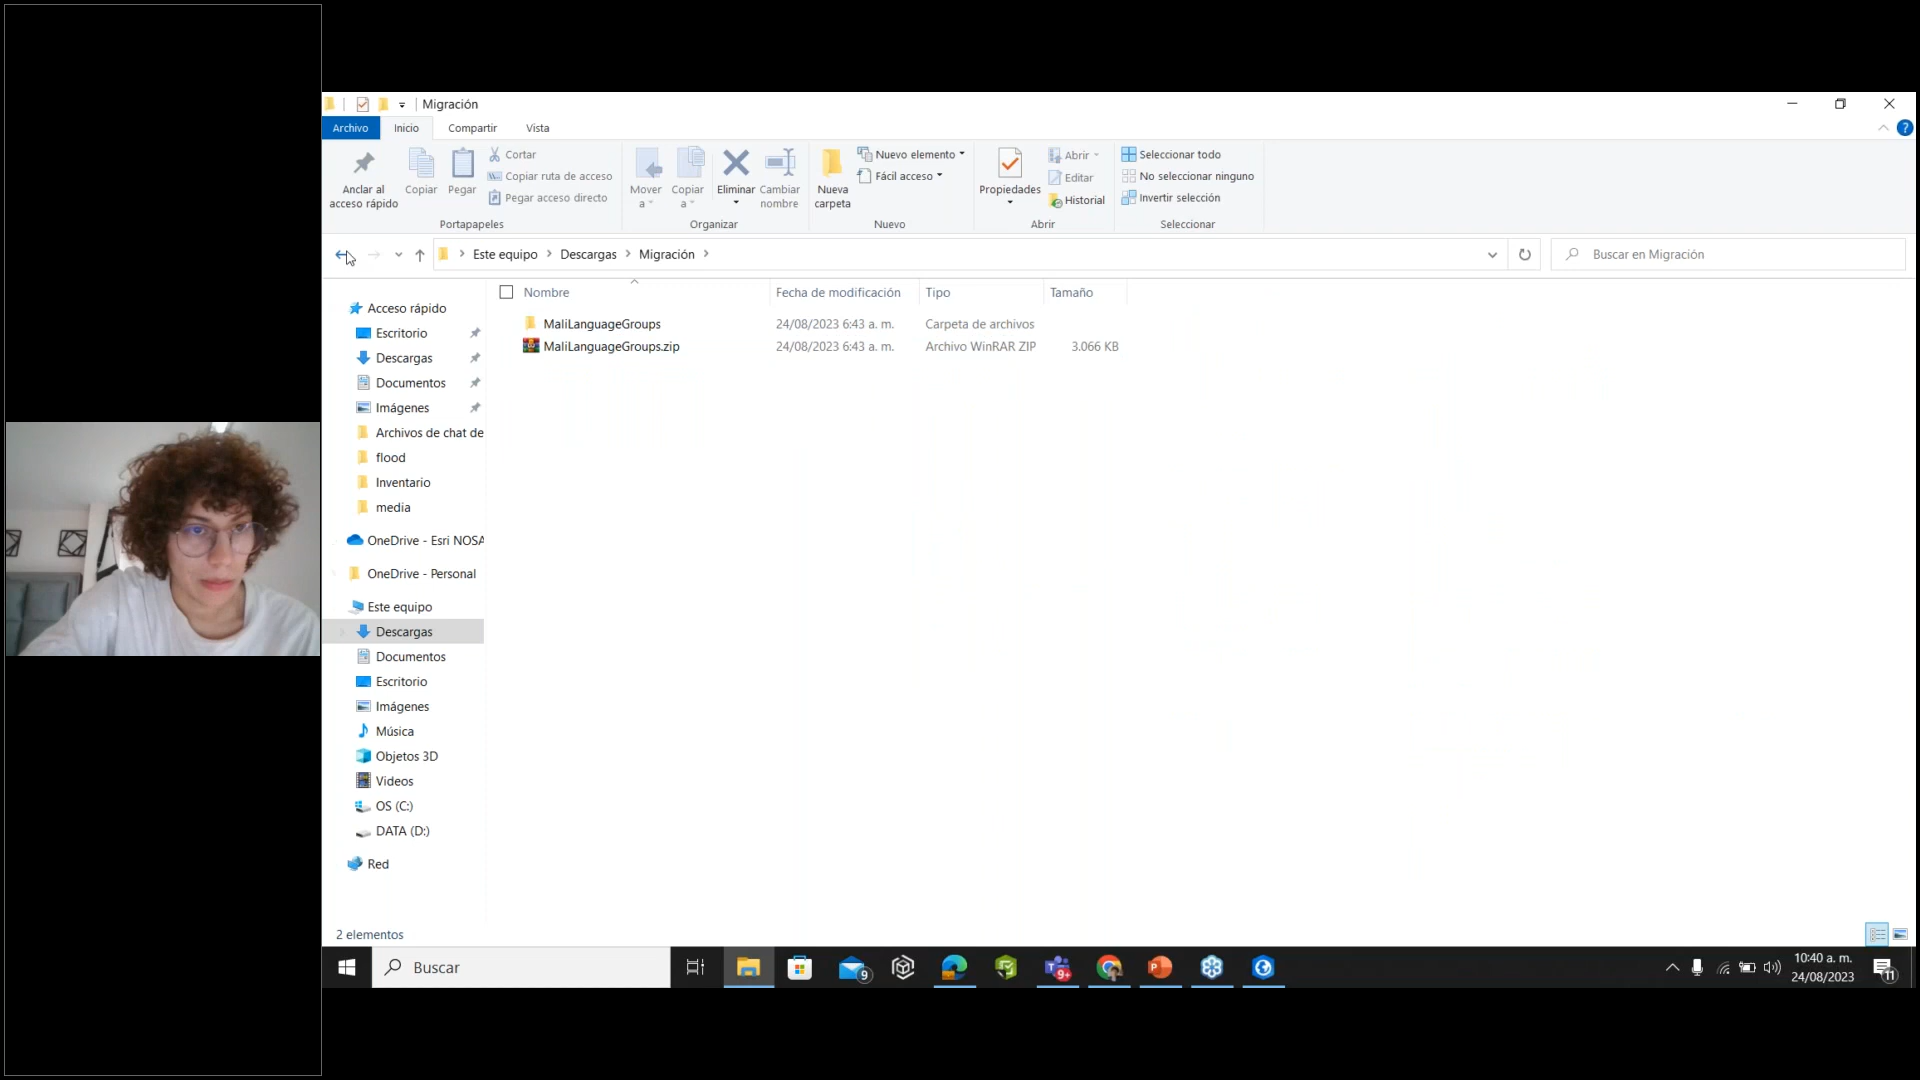 Migración
Archivo Inicio Compartir Vista
Anclar al acceso rápido
Copiar
Pegar
Cortar
Copiar ruta de acceso
Pegar acceso directo
Portapapeles
Mover a
Copiar a
Eliminar
Cambiar nombre
Organizar
Nueva carpeta
Nuevo elemento
Fácil acceso
Nuevo
Propiedades
Abrir
Editar
Historial
Abrir
Seleccionar todo
No seleccionar ninguno
Invertir selección
Seleccionar
Este equipo > Descargas > Migración >
Buscar en Migración
Nombre Fecha de modificación Tipo Tamaño
MaliLanguageGroups 24/08/2023 6:43 a. m. Carpeta de archivos
MaliLanguageGroups.zip 24/08/2023 6:43 a. m. Archivo WinRAR ZIP 3.066 KB
Acceso rápido
Escritorio
Descargas
Documentos
Imágenes
Archivos de chat de
flood
Inventario
media
OneDrive - Esri NOSA
OneDrive - Personal
Este equipo
Descargas
Documentos
Escritorio
Imágenes
Música
Objetos 3D
Videos
OS (C:)
DATA (D:)
Red
2 elementos
Buscar
9
9+
10:40 a. m.
24/08/2023
11